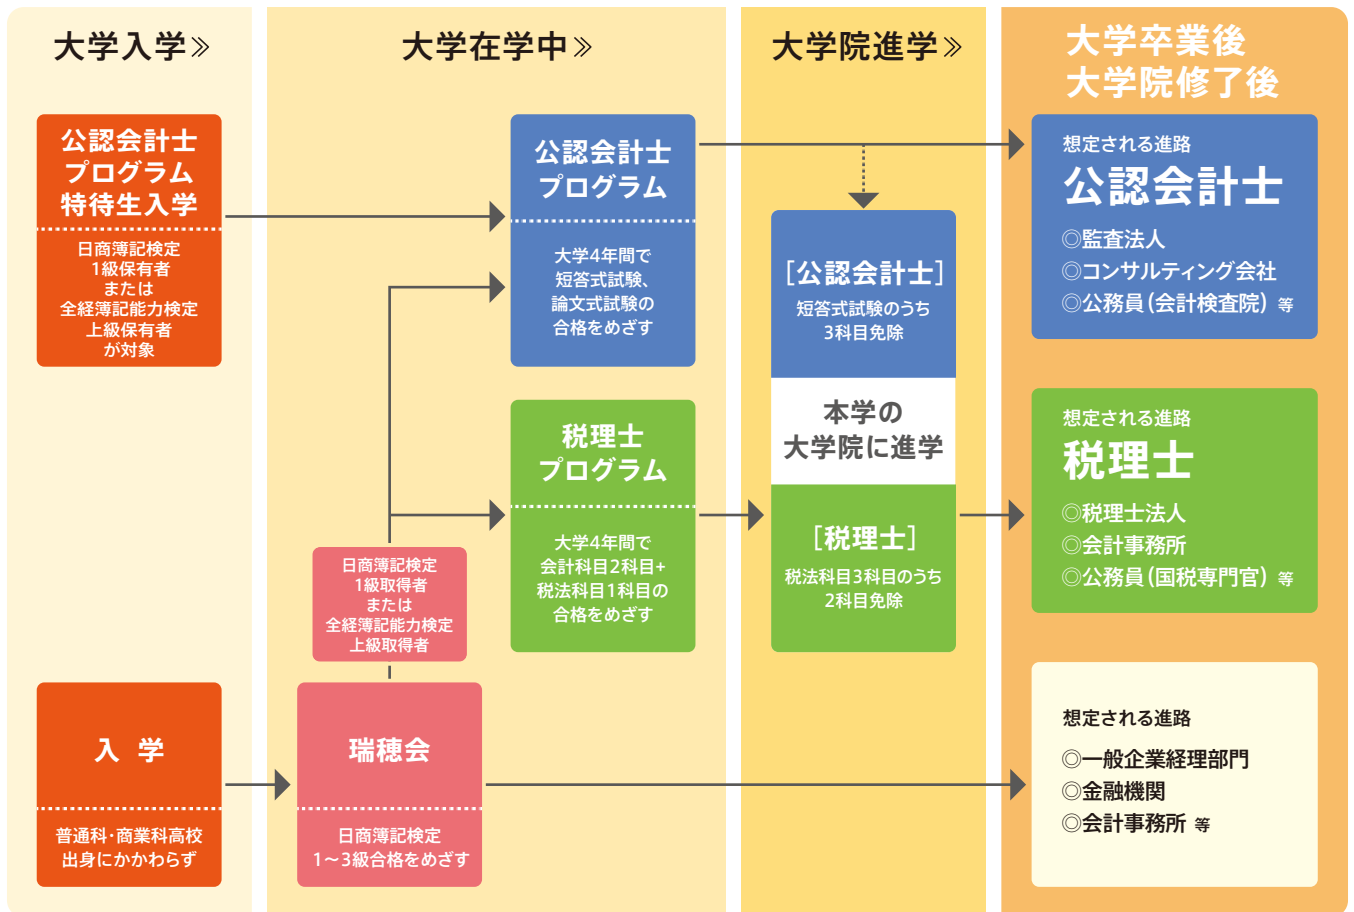 大学入学≫
公認会計士
プログラム
特待生入学
日商簿記検定
1級保有者
または
全経簿記能力検定
上級保有者
が対象
入 学
普通科・商業科高校
出身にかかわらず
大学在学中≫
公認会計士
プログラム
大学4年間で
短答式試験、
論文式試験の
合格をめざす
税理士
プログラム
大学4年間で
会計科目2科目+
税法科目1科目の
合格をめざす
日商簿記検定
1級取得者
または
全経簿記能力検定
上級取得者
瑞穂会
日商簿記検定
1〜3級合格をめざす
大学院進学≫
[公認会計士]
短答式試験のうち
3科目免除
本学の
大学院に進学
[税理士]
税法科目3科目のうち
2科目免除
大学卒業後
大学院修了後
想定される進路
公認会計士
◎監査法人
◎コンサルティング会社
◎公務員(会計検査院) 等
想定される進路
税理士
◎税理士法人
◎会計事務所
◎公務員(国税専門官) 等
想定される進路
◎一般企業経理部門
◎金融機関
◎会計事務所 等